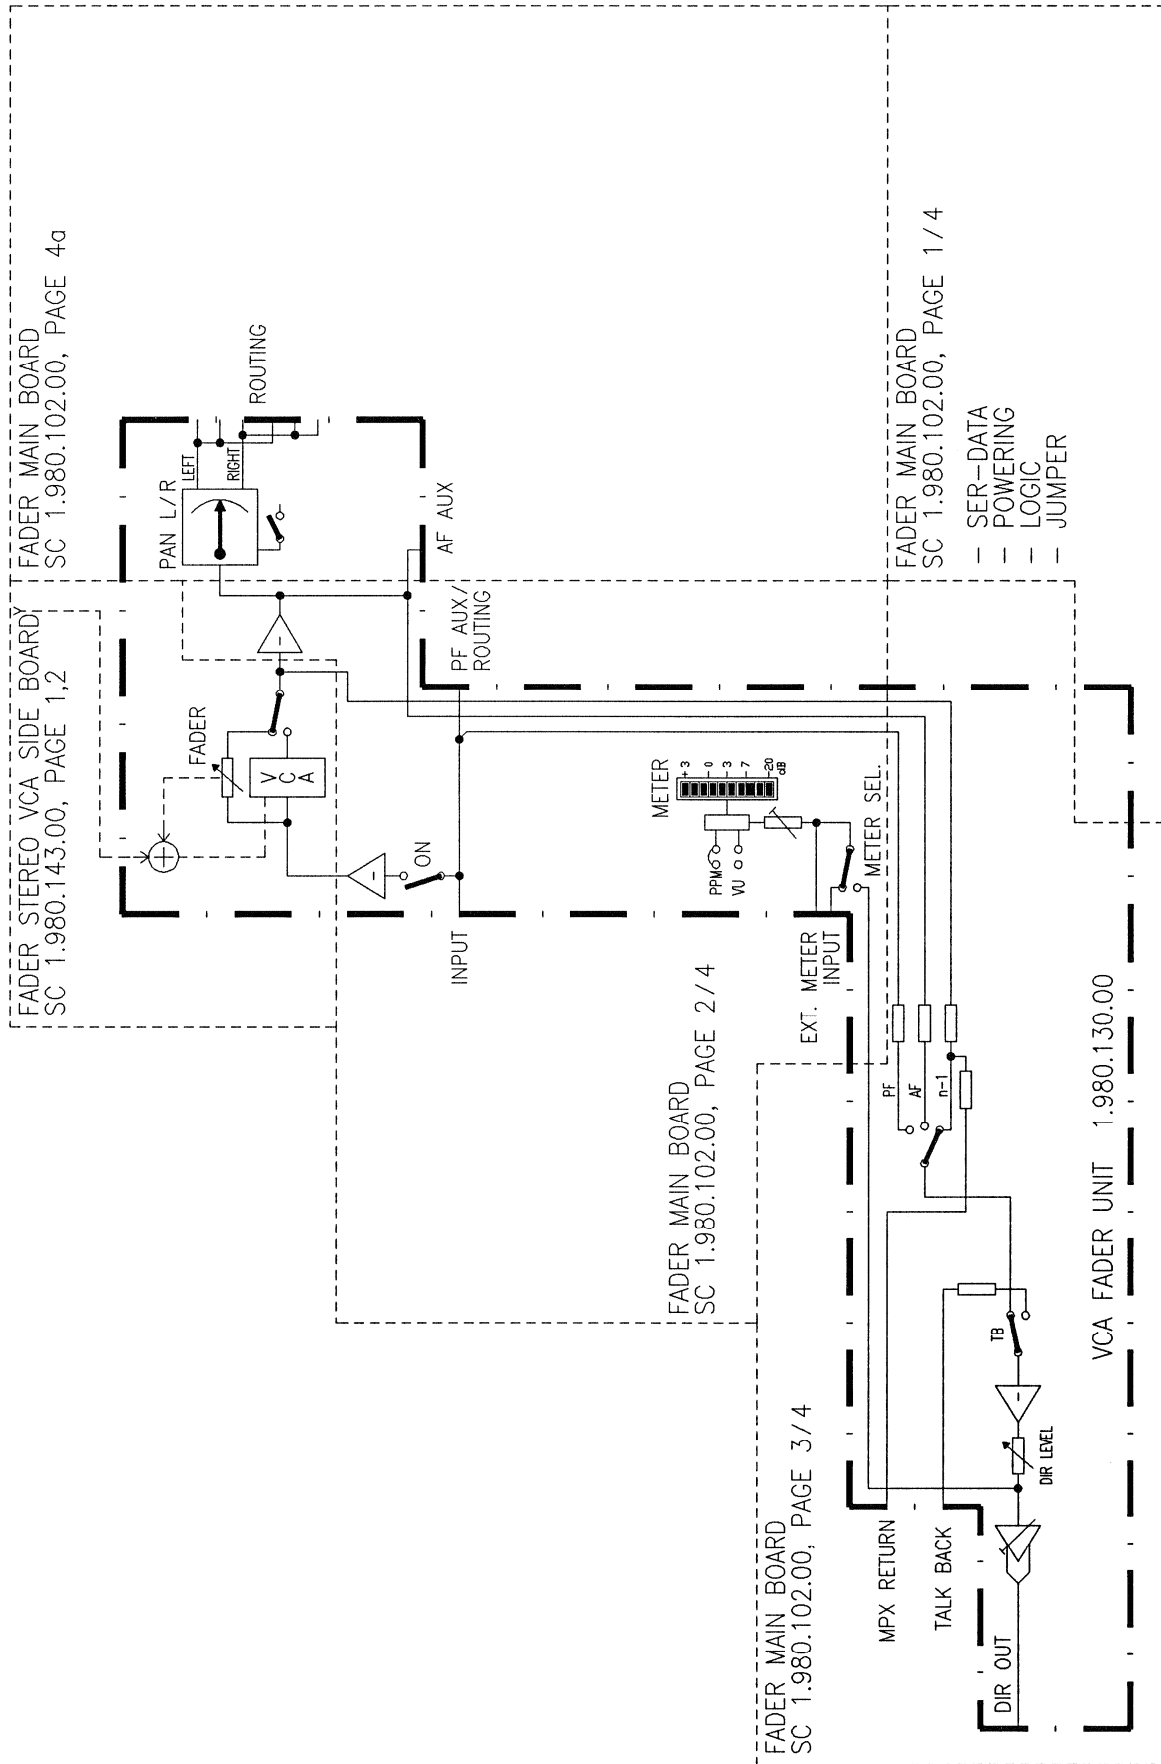 FADER STEREO VCA SIDE BOARD
SC 1.980.143.00, PAGE 1,2
FADER MAIN BOARD
SC 1.980.102.00, PAGE 4a
FADER
V
C
A
PAN L/R
LEFT
RIGHT
ROUTING
ON
INPUT
PF AUX/
ROUTING
AF AUX
METER
+3
0
3
7
-20
dB
PPM
VU
METER SEL.
EXT. METER
INPUT
FADER MAIN BOARD
SC 1.980.102.00, PAGE 2/4
FADER MAIN BOARD
SC 1.980.102.00, PAGE 1/4
- SER-DATA
- POWERING
- LOGIC
- JUMPER
FADER MAIN BOARD
SC 1.980.102.00, PAGE 3/4
PF
AF
n-1
MPX RETURN
TALK BACK
TB
DIR LEVEL
DIR OUT
VCA FADER UNIT 1.980.130.00